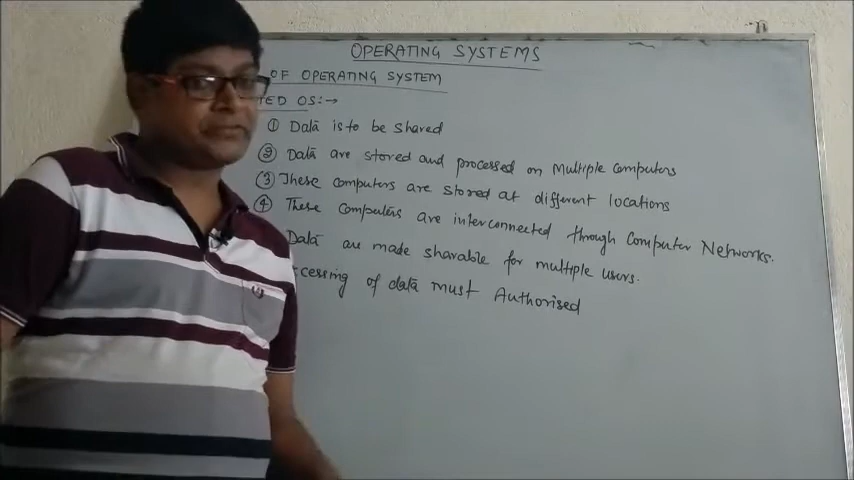 OPERATING SYSTEMS
OF OPERATING SYSTEM
TED OS:→
① Data is to be shared
② Data are stored and processed on Multiple Computers
③ These computers are stored at different locations
④ These computers are interconnected through Computer Networks.
Data are made sharable for multiple users.
cessing of data must Authorised